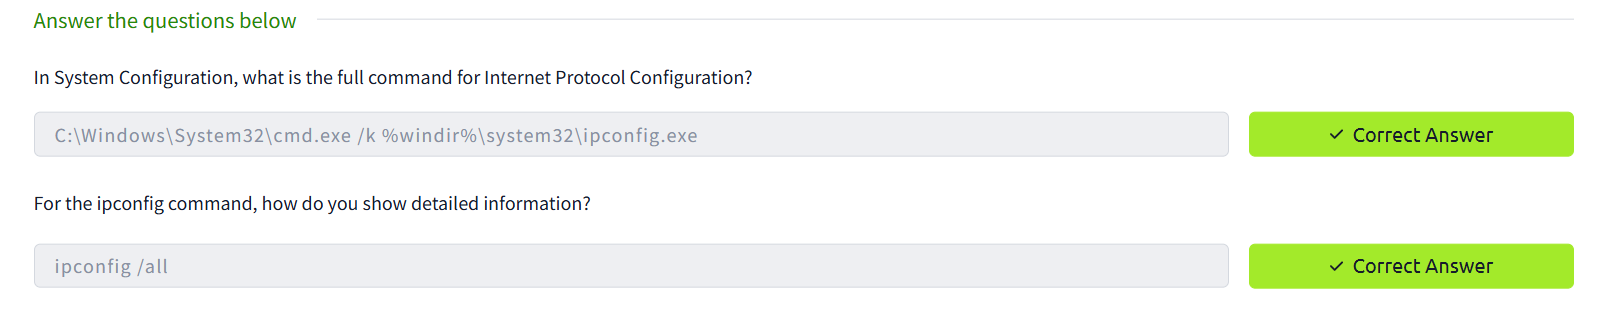 Answer the questions below
In System Configuration, what is the full command for Internet Protocol Configuration?
C:\Windows\System32\cmd.exe /k %windir%\system32\ipconfig.exe
✓ Correct Answer
For the ipconfig command, how do you show detailed information?
ipconfig /all
✓ Correct Answer